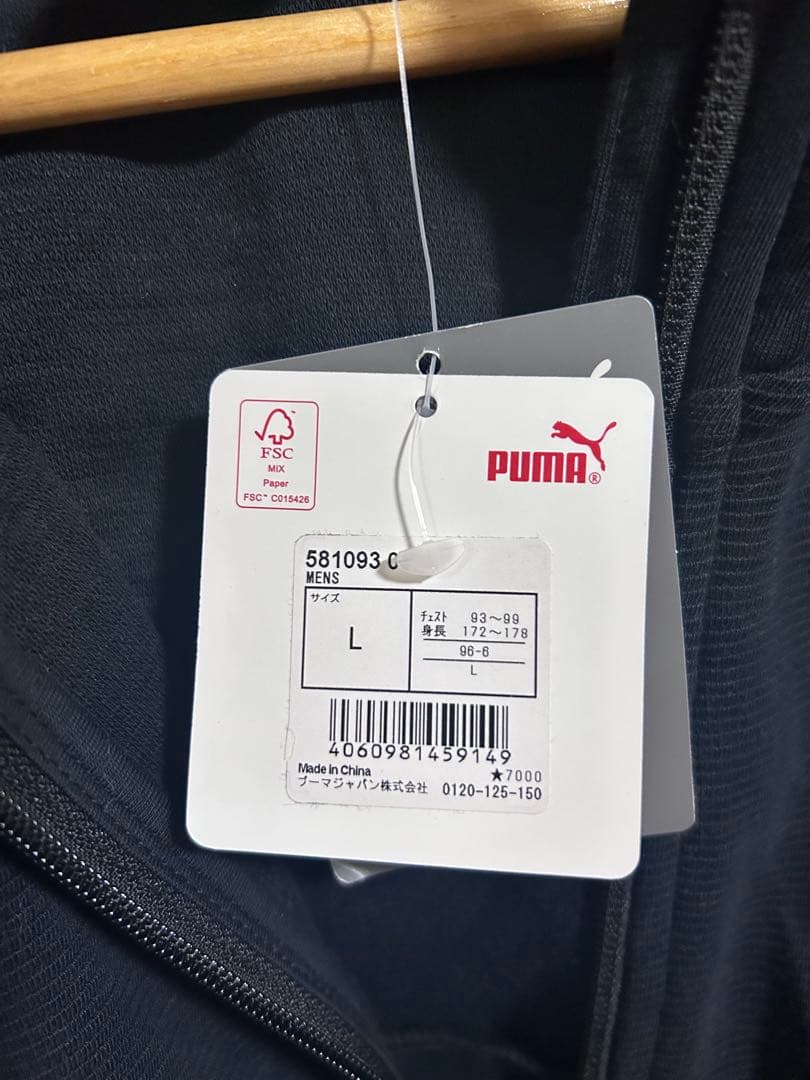 FSC
MIX
Paper
FSC™ C015426
PUMA®
581093 0
MENS
サイズ
L
チェスト 93〜99
身長 172〜178
96-6
L
4060981459149
Made in China
★7000
プーマジャパン株式会社 0120-125-150